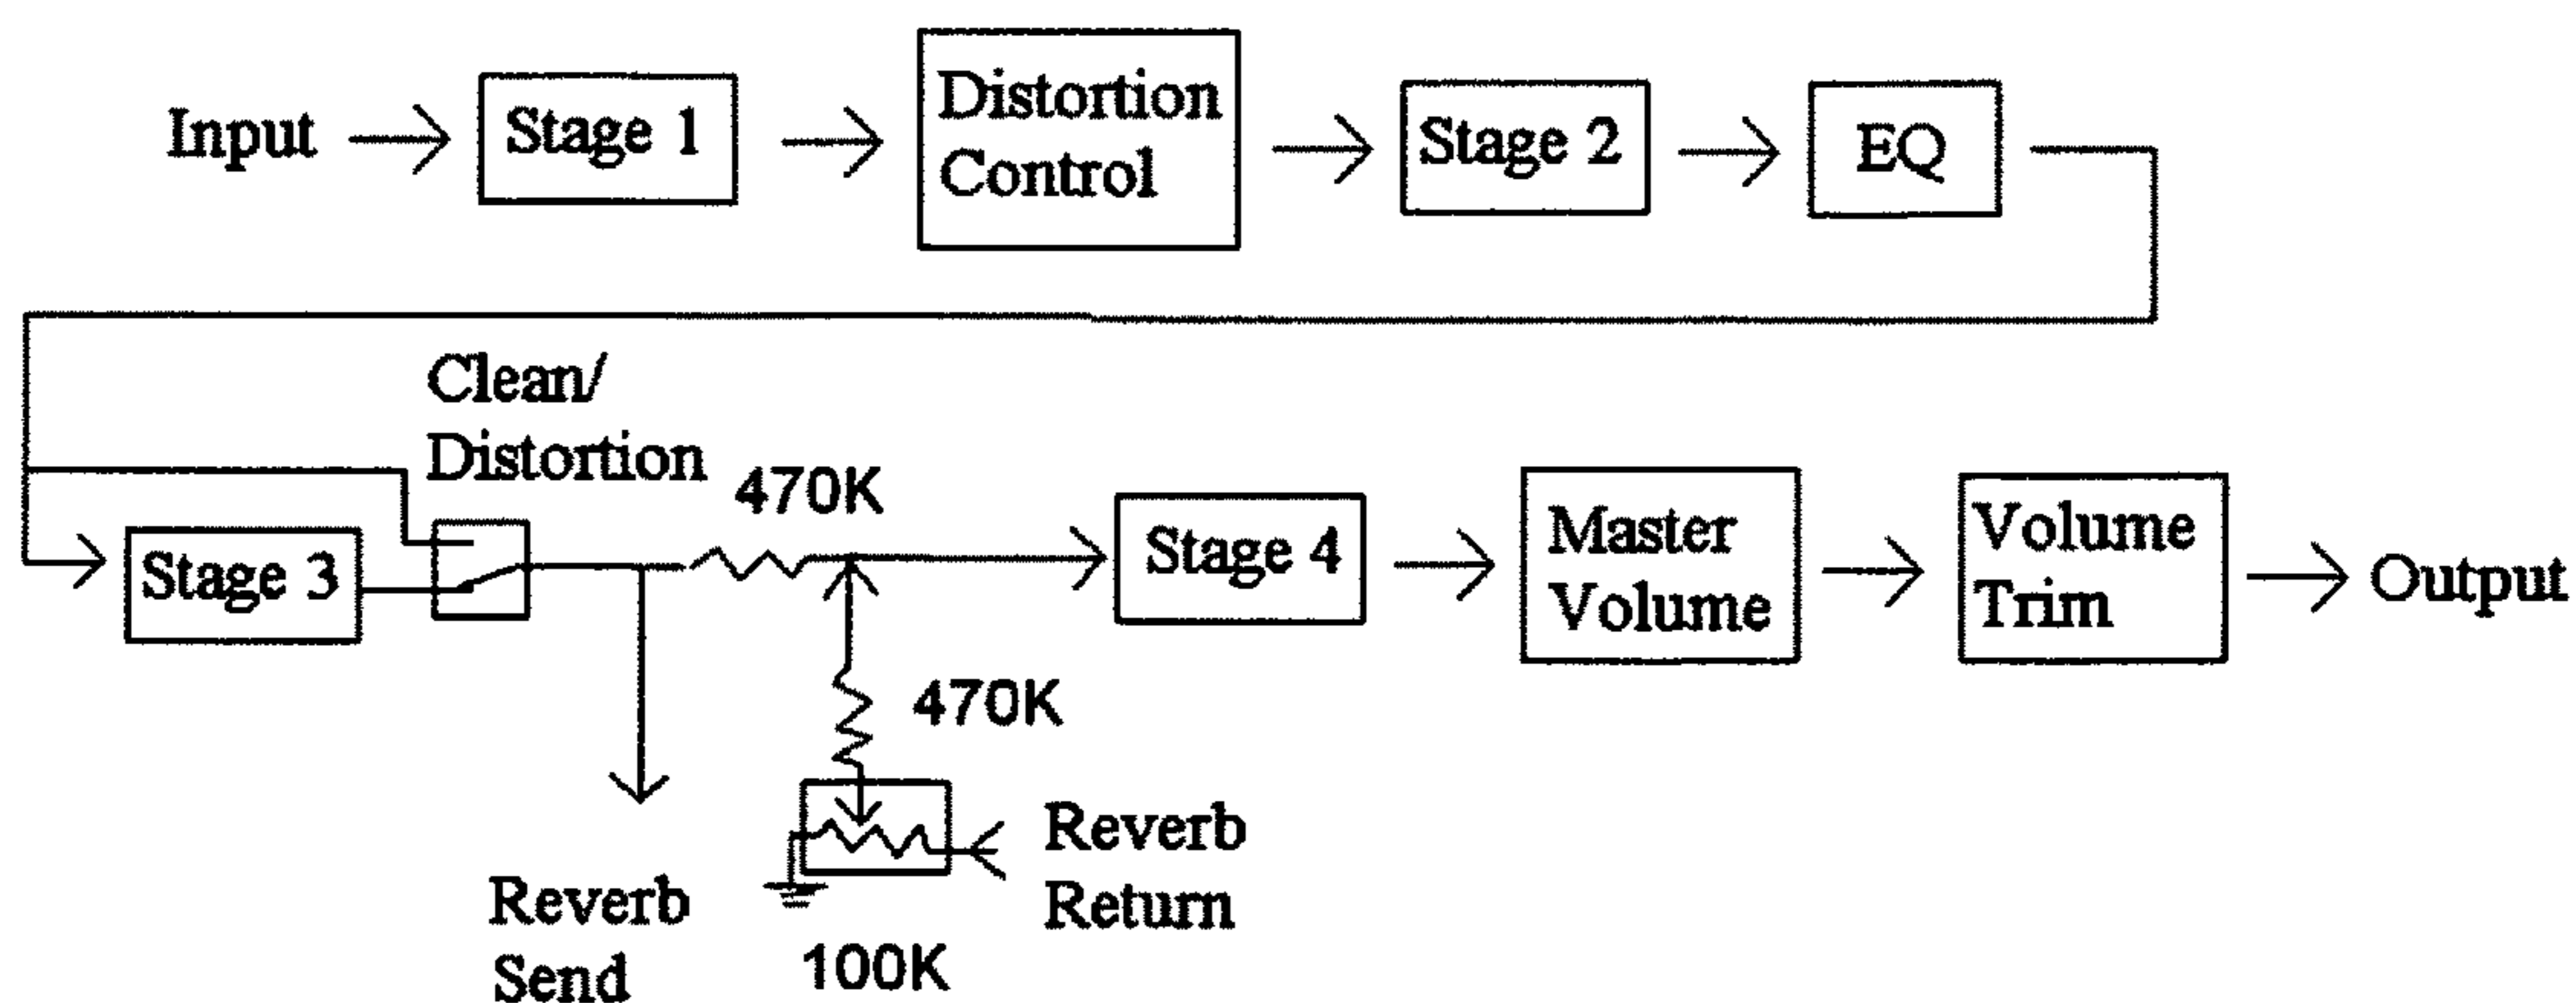 Input
Stage 1
Distortion
Control
Stage 2
EQ
Clean/
Distortion
470K
Stage 3
Stage 4
Master
Volume
Volume
Trim
Output
470K
Reverb
Return
Reverb
Send
100K